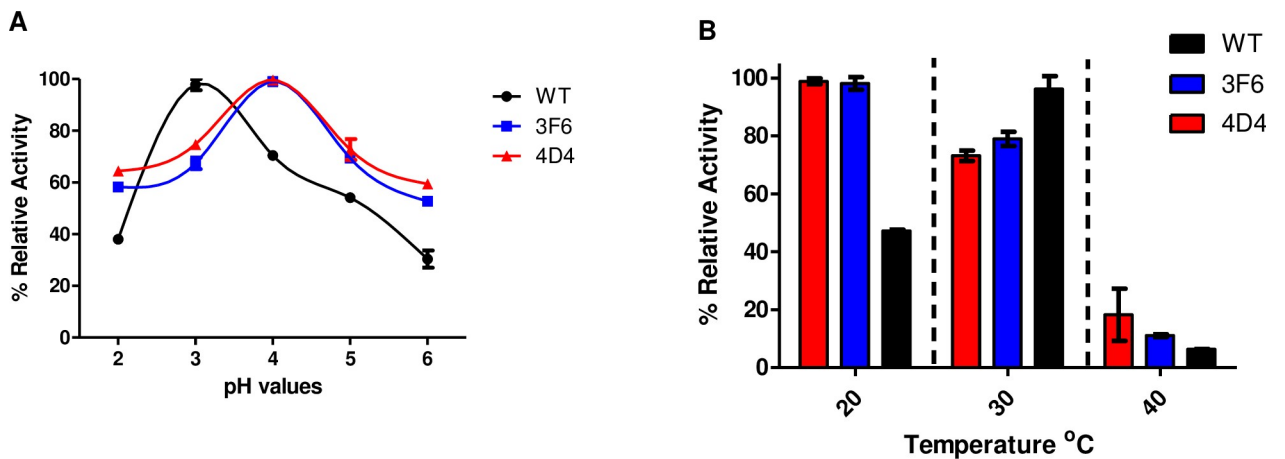 A
% Relative Activity
100
80
60
40
20
0
2 3 4 5 6
pH values
WT
3F6
4D4
B
% Relative Activity
100
80
60
40
20
0
20 30 40
Temperature ºC
WT
3F6
4D4